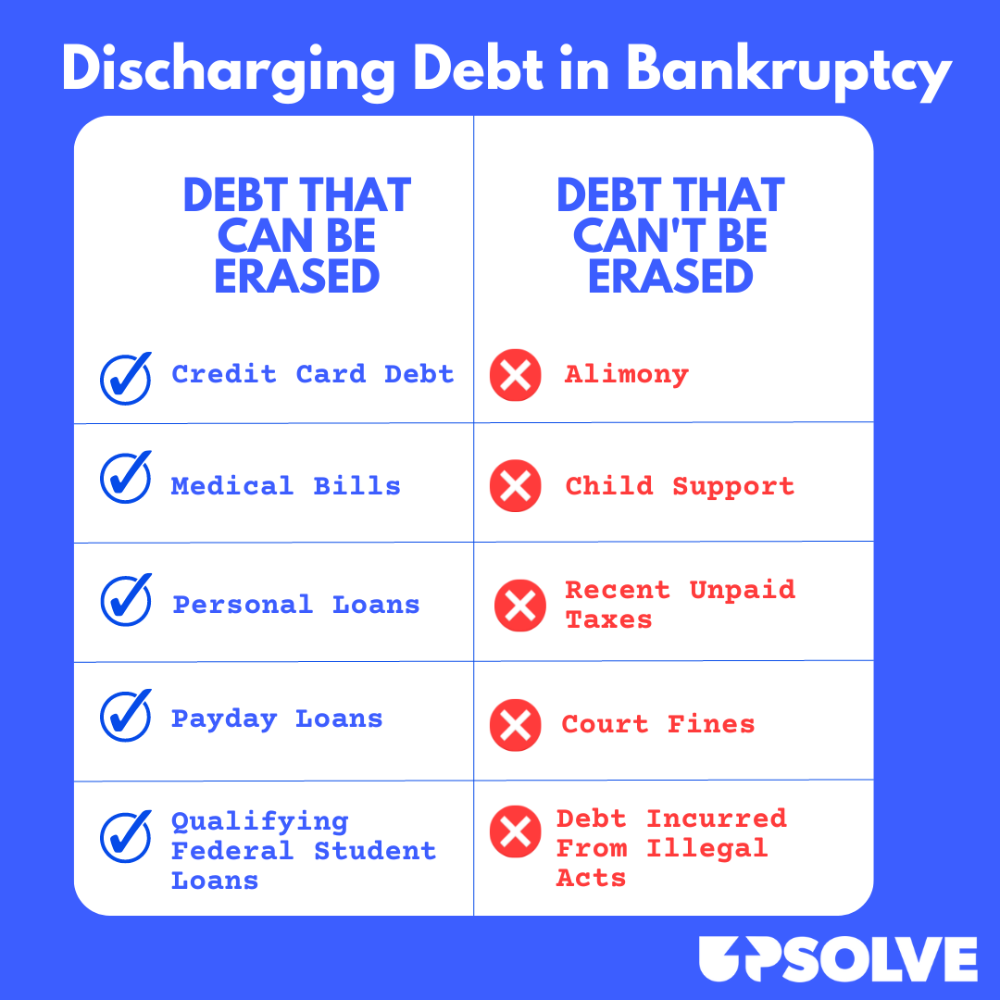 Discharging Debt in Bankruptcy
DEBT THAT
CAN BE
ERASED
DEBT THAT
CAN'T BE
ERASED
Credit Card Debt
Alimony
Medical Bills
Child Support
Personal Loans
Recent Unpaid
Taxes
Payday Loans
Court Fines
Qualifying
Federal Student
Loans
Debt Incurred
From Illegal
Acts
UPSOLVE